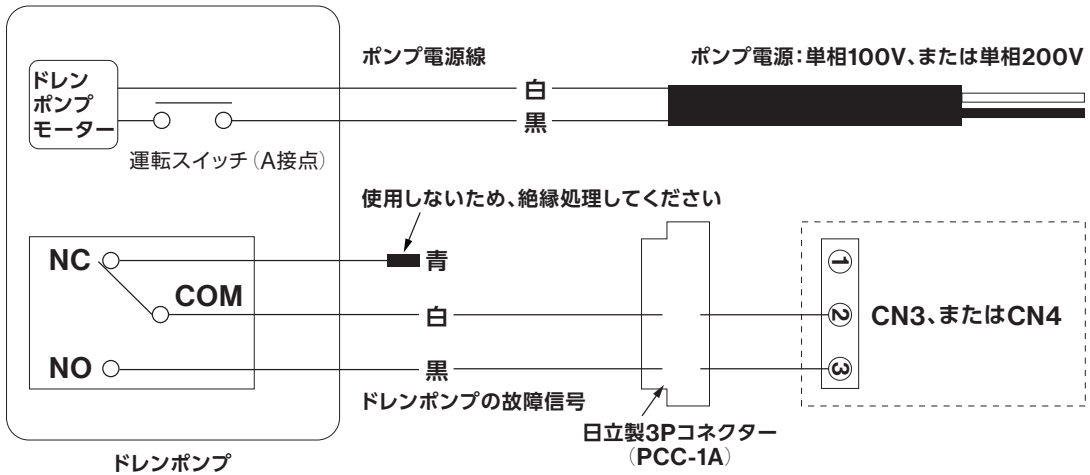 ポンプ電源線
ポンプ電源：単相100V、または単相200V
ドレン
ポンプ
モーター
白
黒
運転スイッチ（A接点）
使用しないため、絶縁処理してください
NC
青
①
COM
白
②
CN3、またはCN4
NO
黒
③
ドレンポンプの故障信号
日立製3Pコネクター
（PCC-1A）
ドレンポンプ